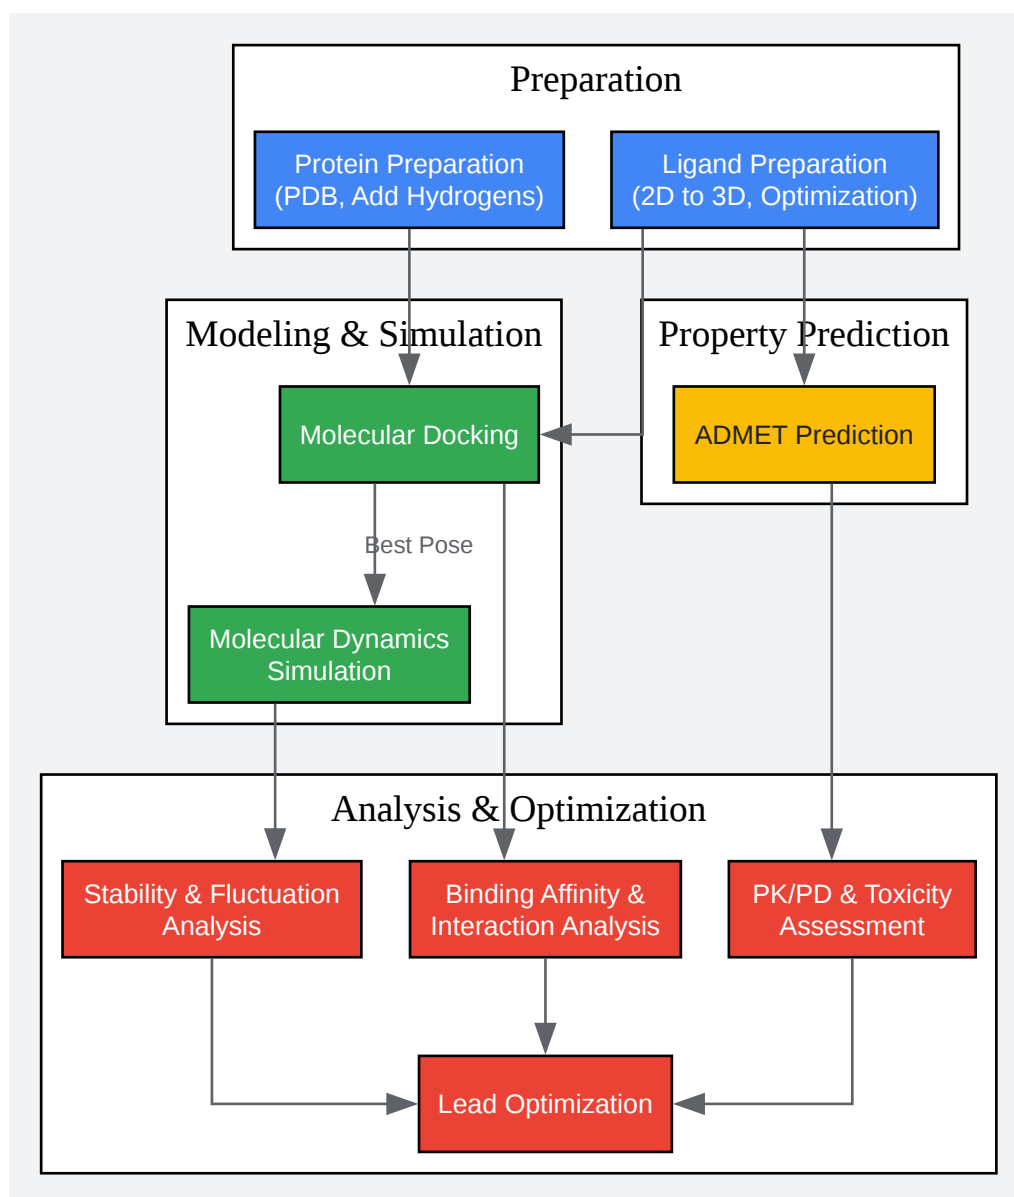 Preparation
Protein Preparation
(PDB, Add Hydrogens)
Ligand Preparation
(2D to 3D, Optimization)
Modeling & Simulation
Property Prediction
Molecular Docking
ADMET Prediction
Best Pose
Molecular Dynamics
Simulation
Analysis & Optimization
Stability & Fluctuation
Analysis
Binding Affinity &
Interaction Analysis
PK/PD & Toxicity
Assessment
Lead Optimization